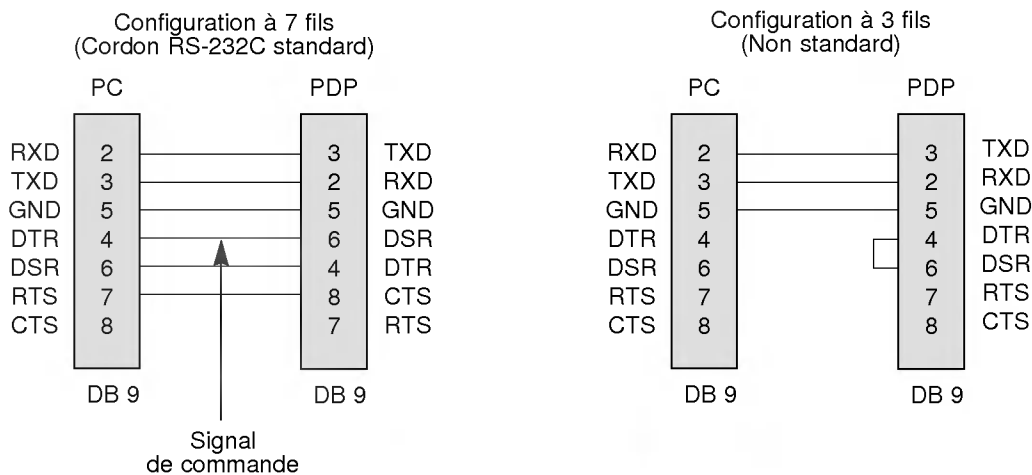 Configuration à 7 fils
(Cordon RS-232C standard)
PC PDP
RXD 2 3 TXD
TXD 3 2 RXD
GND 5 5 GND
DTR 4 6 DSR
DSR 6 4 DTR
RTS 7 8 CTS
CTS 8 7 RTS
DB 9 DB 9
Signal
de commande
Configuration à 3 fils
(Non standard)
PC PDP
RXD 2 3 TXD
TXD 3 2 RXD
GND 5 5 GND
DTR 4 4 DTR
DSR 6 6 DSR
RTS 7 7 RTS
CTS 8 8 CTS
DB 9 DB 9